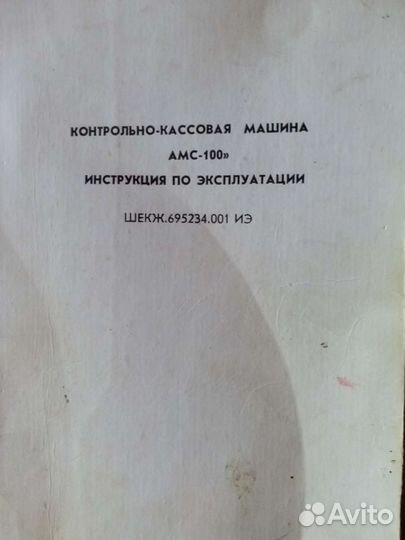 КОНТРОЛЬНО-КАССОВАЯ МАШИНА
АМС-100»
ИНСТРУКЦИЯ ПО ЭКСПЛУАТАЦИИ
ШЕКЖ.695234.001 ИЭ
Avito